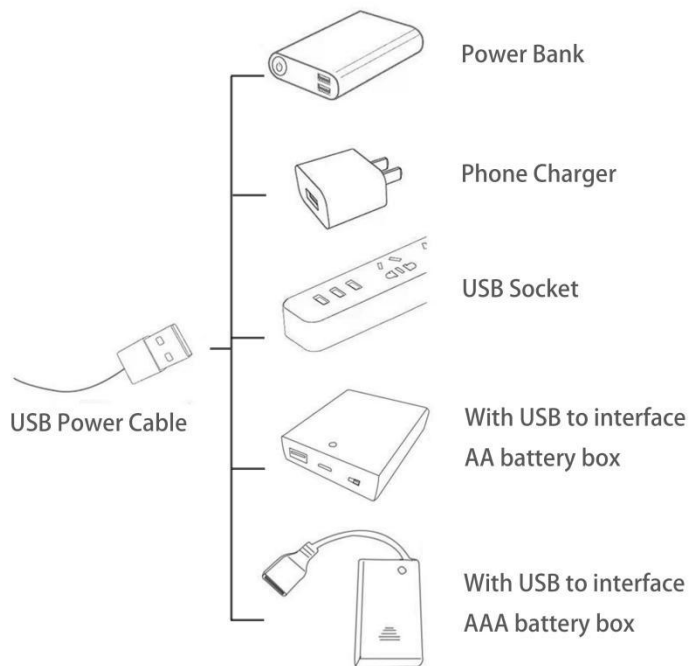 Power Bank
Phone Charger
USB Socket
USB Power Cable
With USB to interface
AA battery box
With USB to interface
AAA battery box